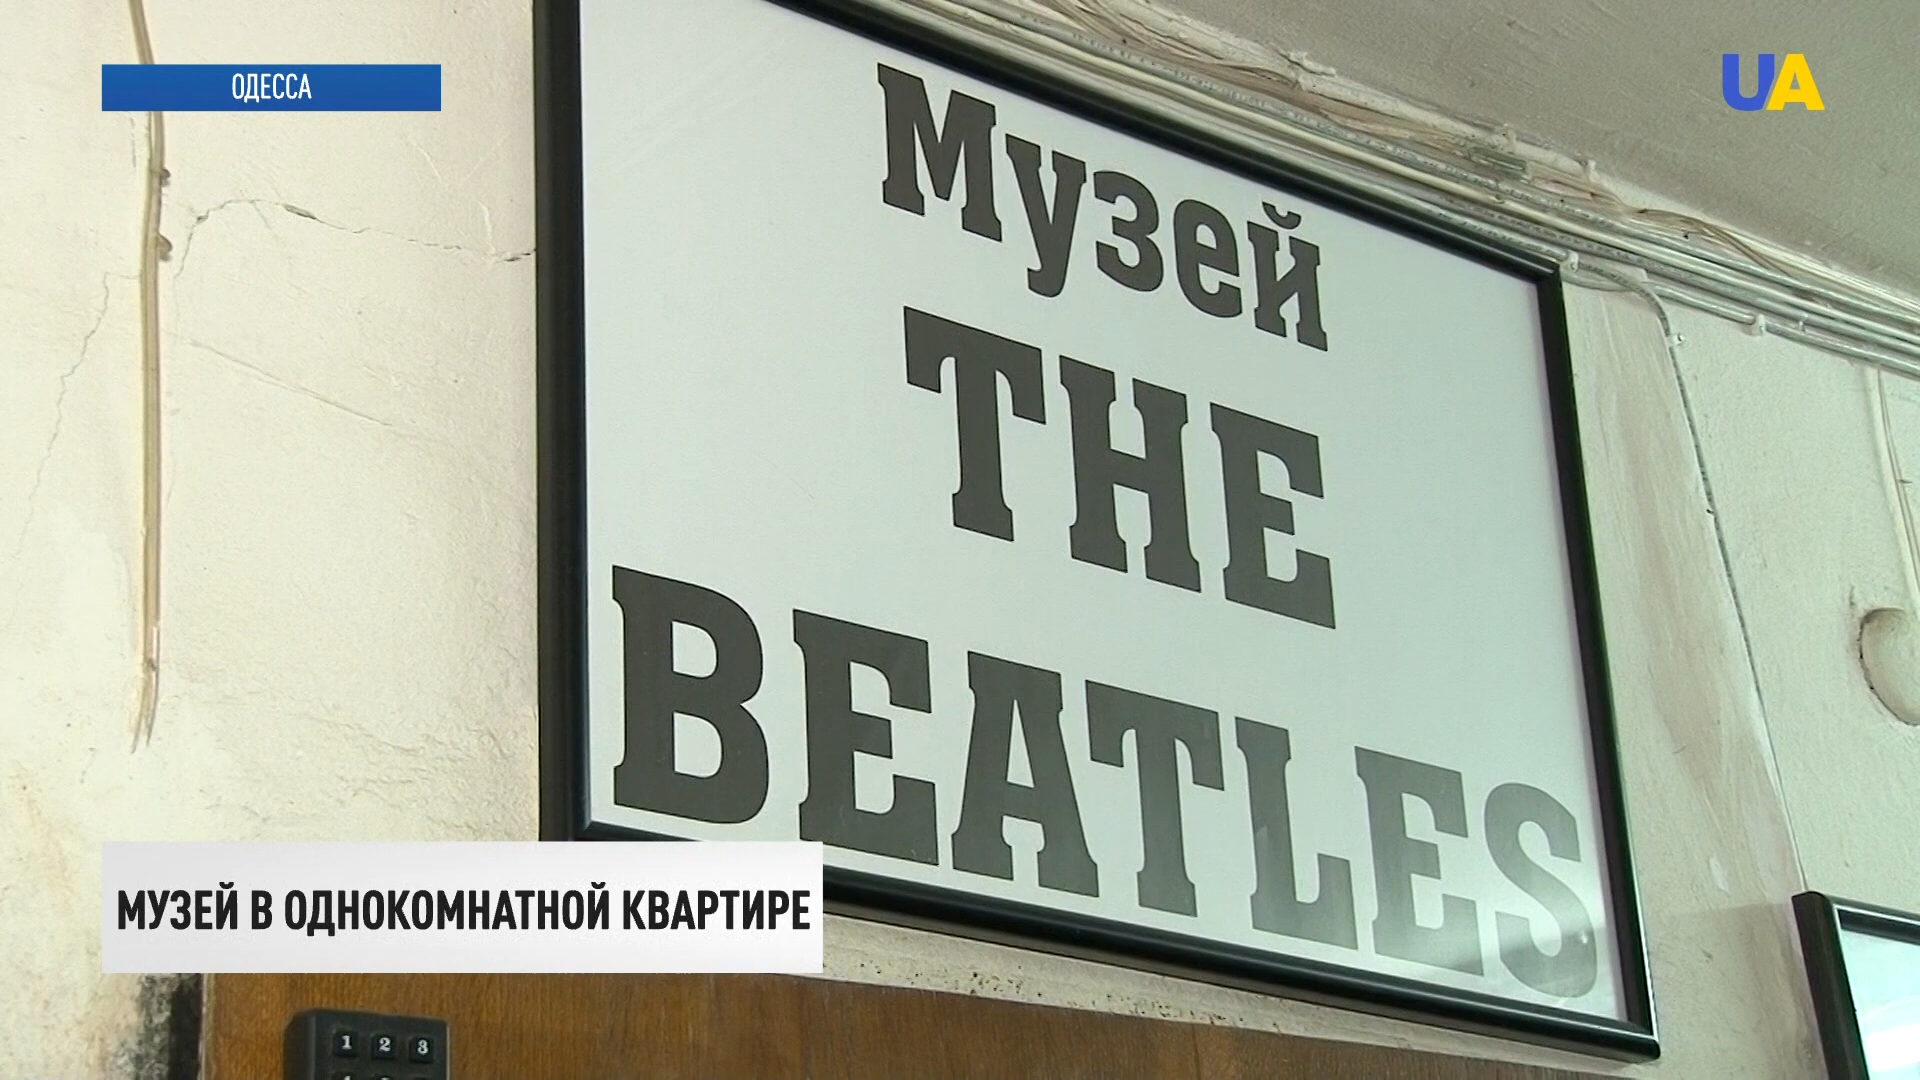 ОДЕССА
UA
Музей
THE
BEATLES
МУЗЕЙ В ОДНОКОМНАТНОЙ КВАРТИРЕ
1 2 3